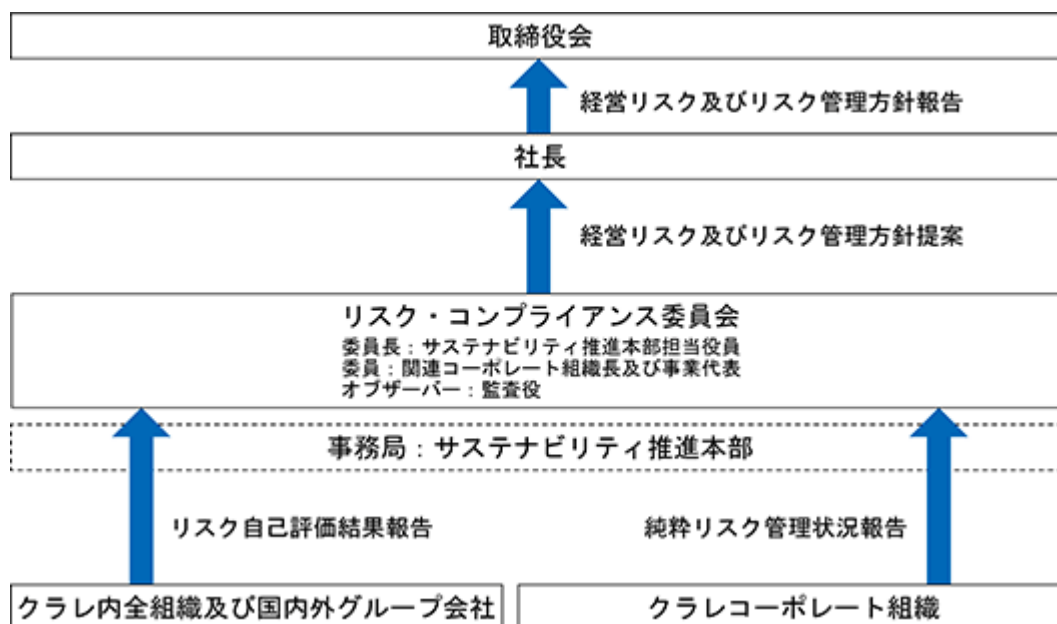 取締役会
経営リスク及びリスク管理方針報告
社長
経営リスク及びリスク管理方針提案
リスク・コンプライアンス委員会
委員長：サステナビリティ推進本部担当役員
委員：関連コーポレート組織長及び事業代表
オブザーバー：監査役
事務局：サステナビリティ推進本部
リスク自己評価結果報告
純粋リスク管理状況報告
クラレ内全組織及び国内外グループ会社
クラレコーポレート組織